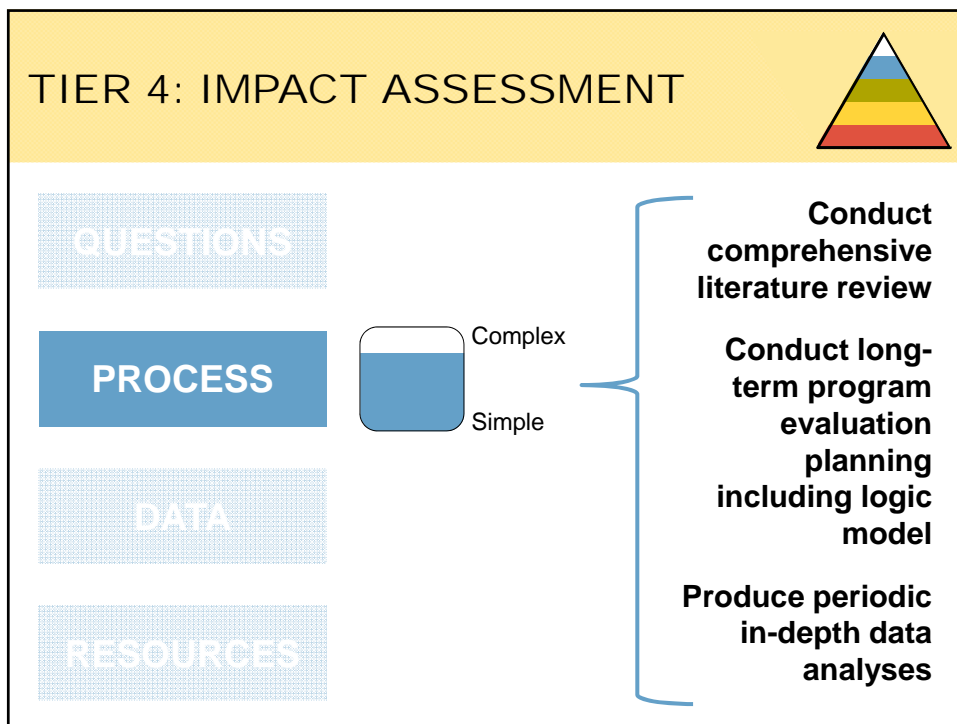 TIER 4: IMPACT ASSESSMENT
QUESTIONS
PROCESS
DATA
RESOURCES
Complex
Simple
Conduct
comprehensive
literature review
Conduct long-
term program
evaluation
planning
including logic
model
Produce periodic
in-depth data
analyses